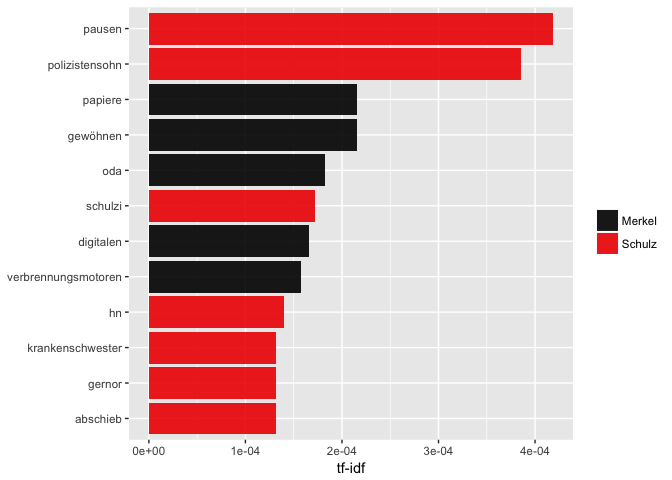 pausen
polizistensohn
papiere
gewöhnen
oda
schulzi
digitalen
verbrennungsmotoren
hn
krankenschwester
gernor
abschieb
0e+00 1e-04 2e-04 3e-04 4e-04
tf-idf
Merkel
Schulz